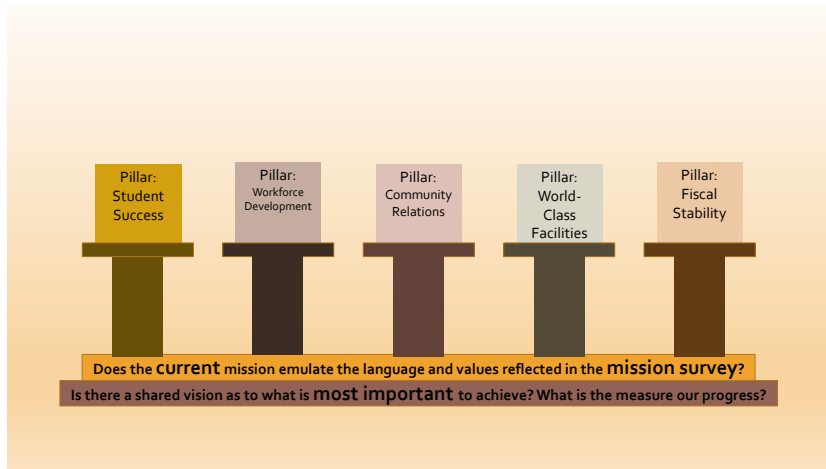 Pillar:
Student
Success
Pillar:
Workforce
Development
Pillar:
Community
Relations
Pillar:
World-
Class
Facilities
Pillar:
Fiscal
Stability
Does the current mission emulate the language and values reflected in the mission survey?
Is there a shared vision as to what is most important to achieve? What is the measure our progress?